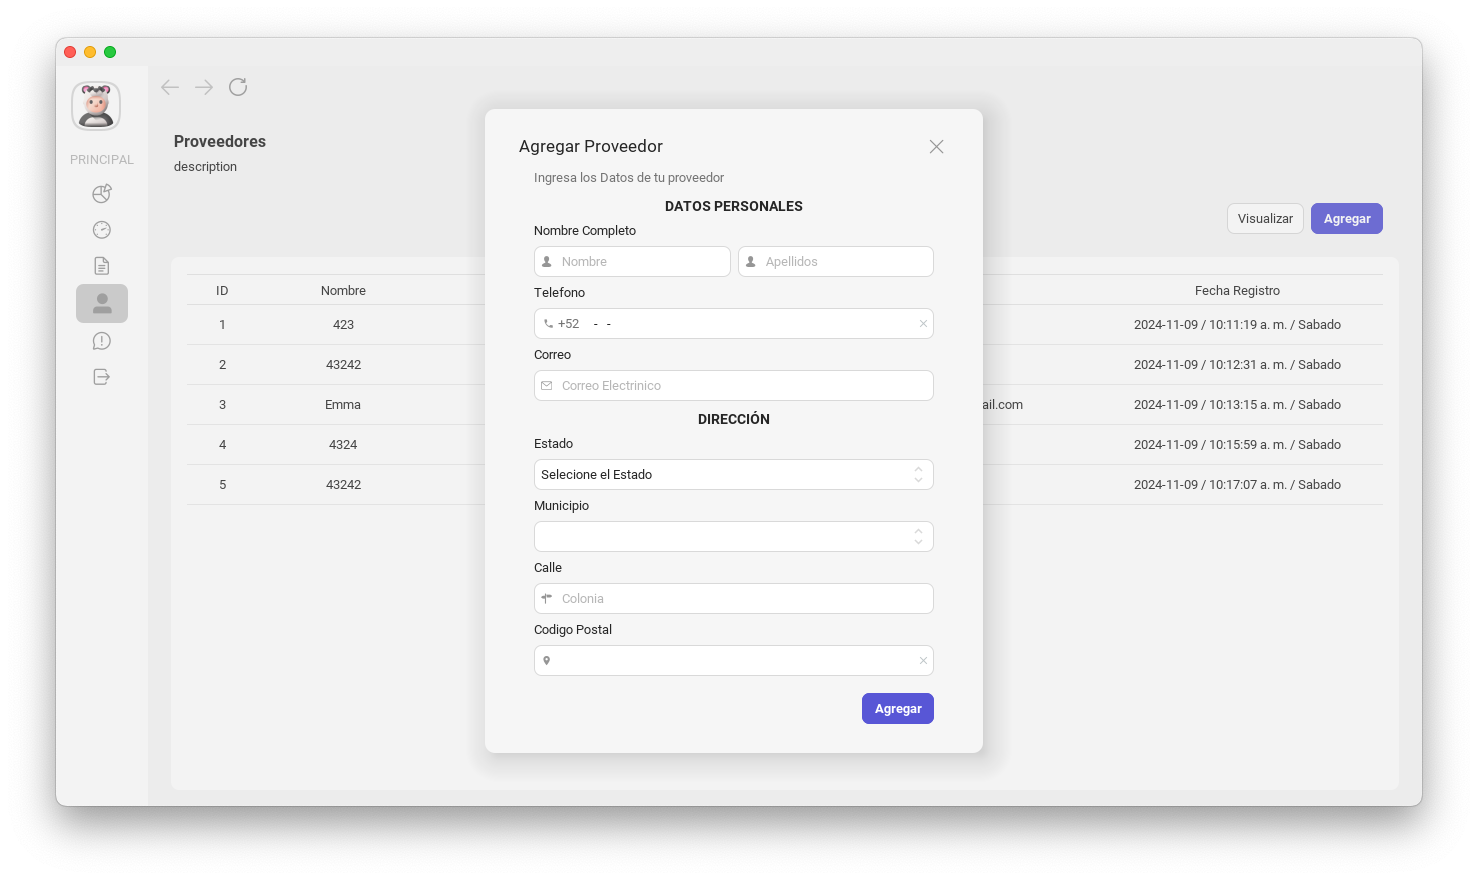 PRINCIPAL
Proveedores
description
Visualizar
Agregar
ID
Nombre
Fecha Registro
1
423
2024-11-09 / 10:11:19 a. m. / Sabado
2
43242
2024-11-09 / 10:12:31 a. m. / Sabado
3
Emma
ail.com
2024-11-09 / 10:13:15 a. m. / Sabado
4
4324
2024-11-09 / 10:15:59 a. m. / Sabado
5
43242
2024-11-09 / 10:17:07 a. m. / Sabado
Agregar Proveedor
Ingresa los Datos de tu proveedor
DATOS PERSONALES
Nombre Completo
Nombre
Apellidos
Telefono
+52 - -
Correo
Correo Electrinico
DIRECCIÓN
Estado
Selecione el Estado
Municipio
Calle
Colonia
Codigo Postal
Agregar